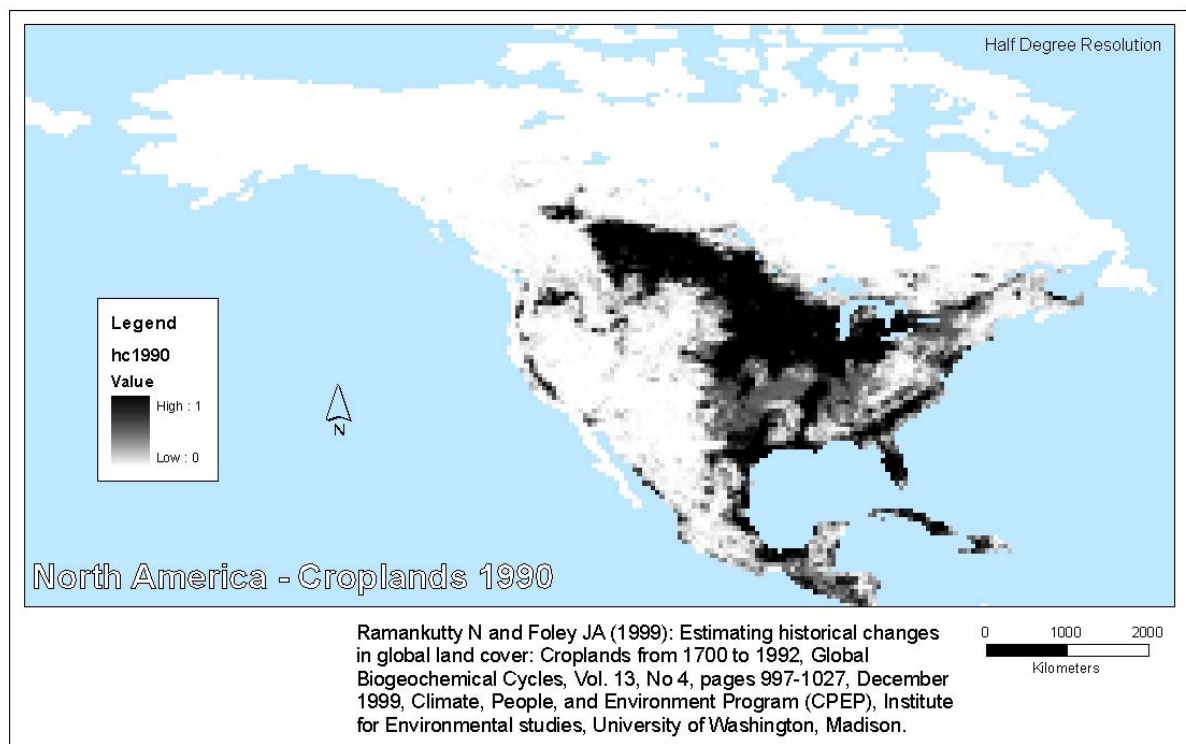 Half Degree Resolution
Legend
hc1990
Value
High : 1
Low : 0
N
North America - Croplands 1990
Ramankutty N and Foley JA (1999): Estimating historical changes
in global land cover: Croplands from 1700 to 1992, Global
Biogeochemical Cycles, Vol. 13, No 4, pages 997-1027, December
1999, Climate, People, and Environment Program (CPEP), Institute
for Environmental studies, University of Washington, Madison.
0 1000 2000
Kilometers